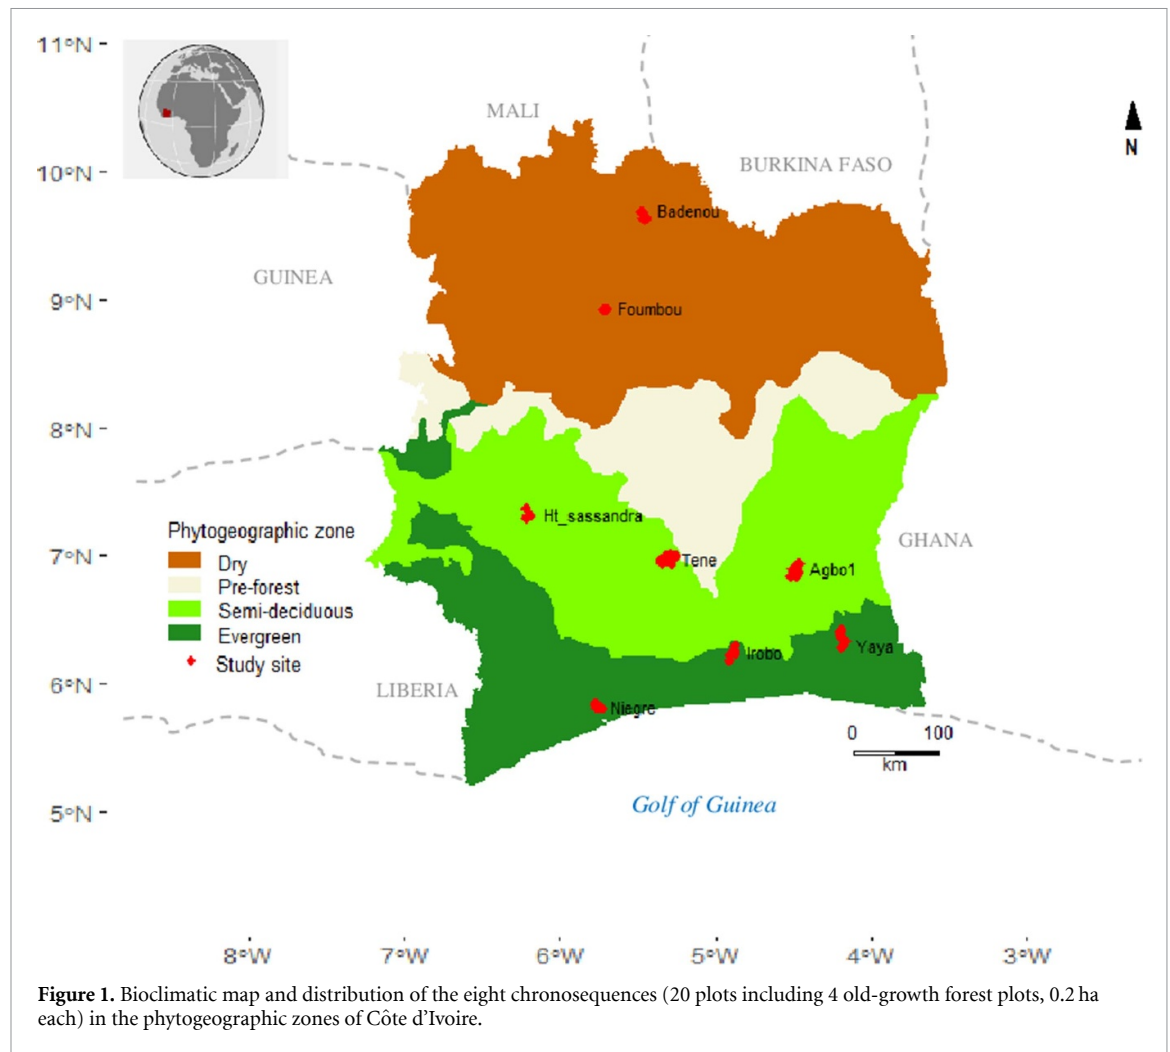 11°N
MALI
N
BURKINA FASO
10°N
Badenou
GUINEA
9°N
Foumbou
8°N
Ht_sassandra
Phytogeographic zone
Dry
Pre-forest
Semi-deciduous
Evergreen
Study site
GHANA
7°N
Tene
Agbo1
Irobo
Yaya
6°N
LIBERIA
Niegre
0 100
km
Golf of Guinea
5°N
8°W 7°W 6°W 5°W 4°W 3°W
Figure 1. Bioclimatic map and distribution of the eight chronosequences (20 plots including 4 old-growth forest plots, 0.2 ha
each) in the phytogeographic zones of Côte d'Ivoire.